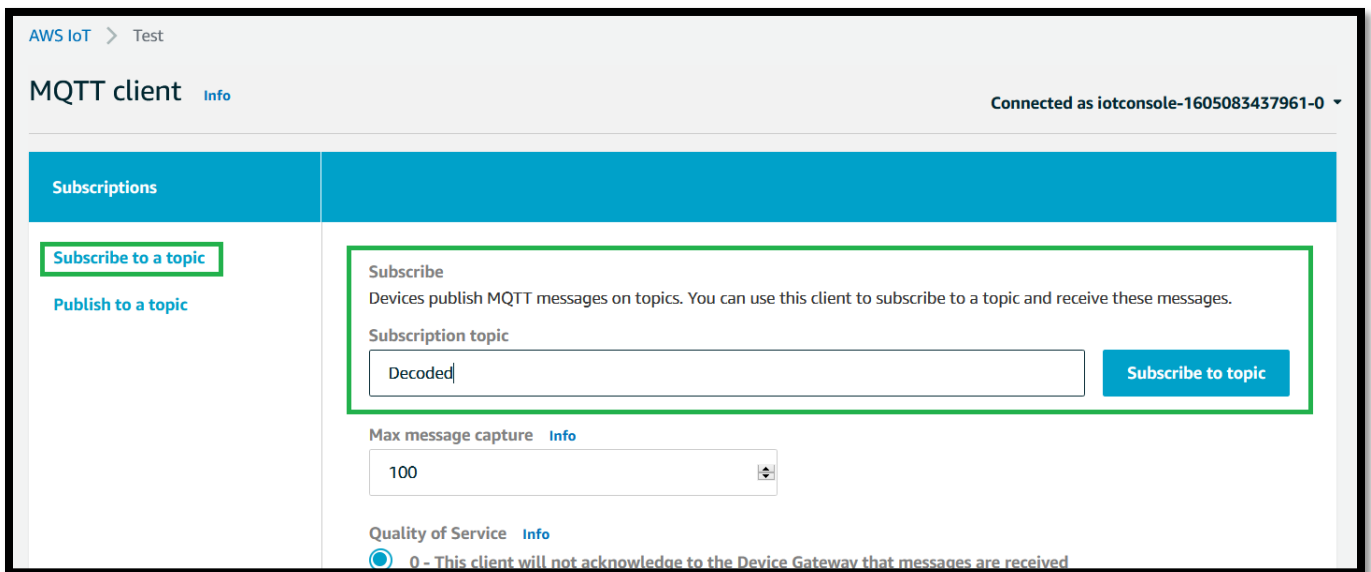 AWS IoT > Test
MQTT client Info
Connected as iotconsole-1605083437961-0
Subscriptions
Subscribe to a topic
Publish to a topic
Subscribe
Devices publish MQTT messages on topics. You can use this client to subscribe to a topic and receive these messages.
Subscription topic
Decoded
Subscribe to topic
Max message capture Info
100
Quality of Service Info
0 - This client will not acknowledge to the Device Gateway that messages are received